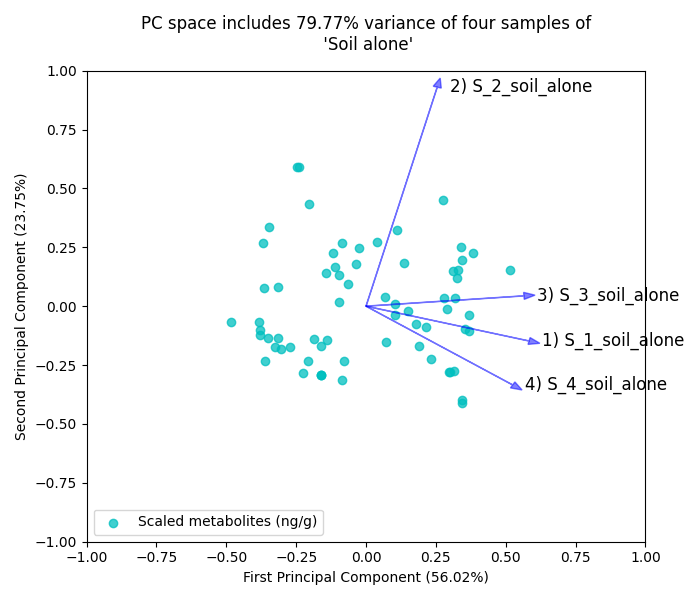 PC space includes 79.77% variance of four samples of
'Soil alone'
1.00
2) S_2_soil_alone
0.75
0.50
0.25
3) S_3_soil_alone
0.00
1) S_1_soil_alone
−0.25
4) S_4_soil_alone
−0.50
−0.75
Scaled metabolites (ng/g)
−1.00
Second Principal Component (23.75%)
−1.00 −0.75 −0.50 −0.25 0.00 0.25 0.50 0.75 1.00
First Principal Component (56.02%)